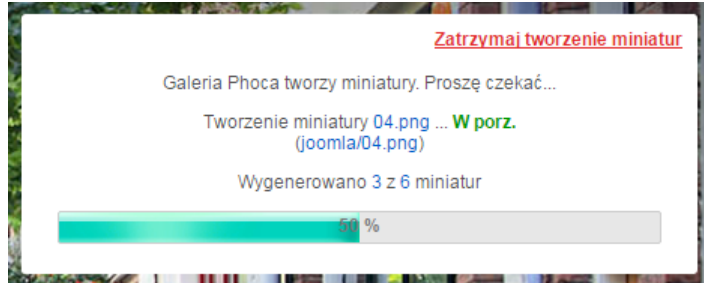 Zatrzymaj tworzenie miniatur
Galeria Phoca tworzy miniatury. Proszę czekać...
Tworzenie miniatury 04.png ... W porz.
(joomla/04.png)
Wygenerowano 3 z 6 miniatur
50 %